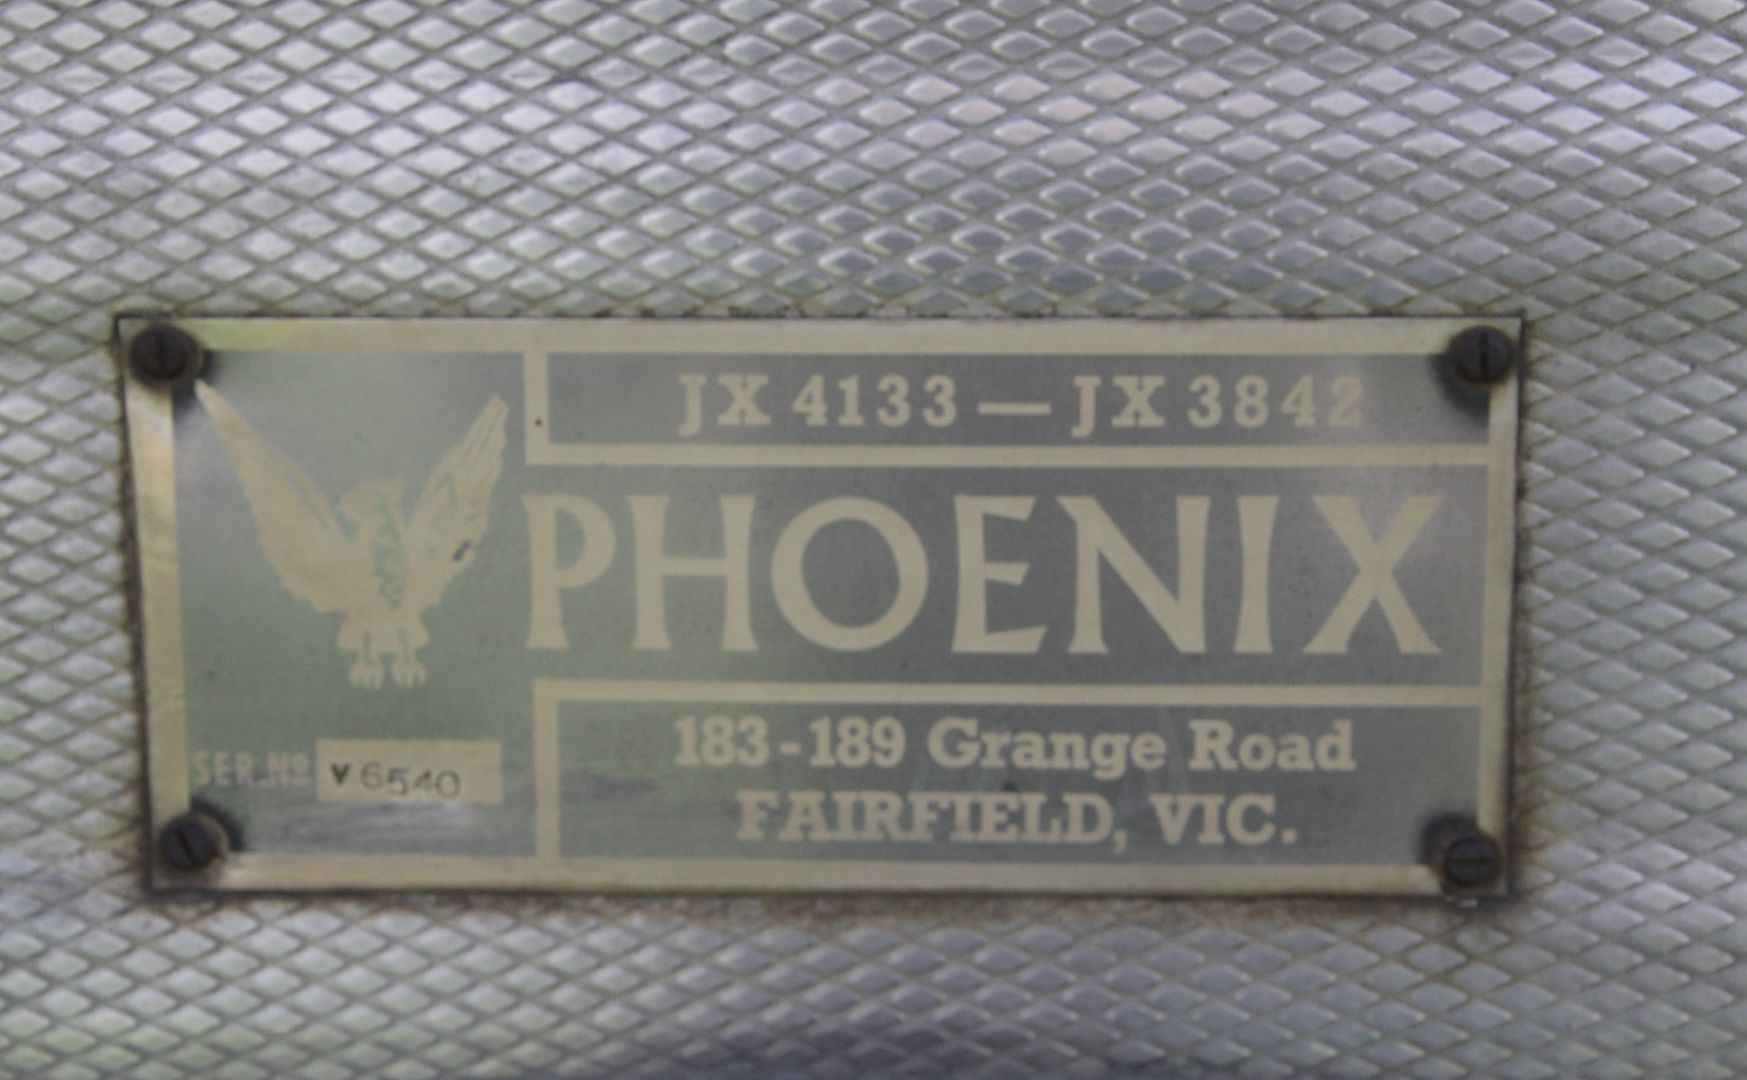 JX 4133 — JX 3842
PHOENIX
SER. Nº V6540
183-189 Grange Road
FAIRFIELD, VIC.